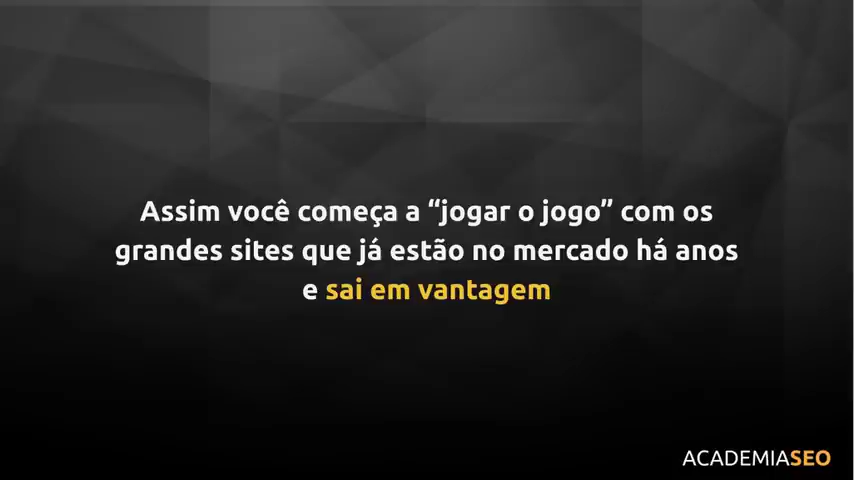 Assim você começa a “jogar o jogo” com os
grandes sites que já estão no mercado há anos
e sai em vantagem
ACADEMIASEO